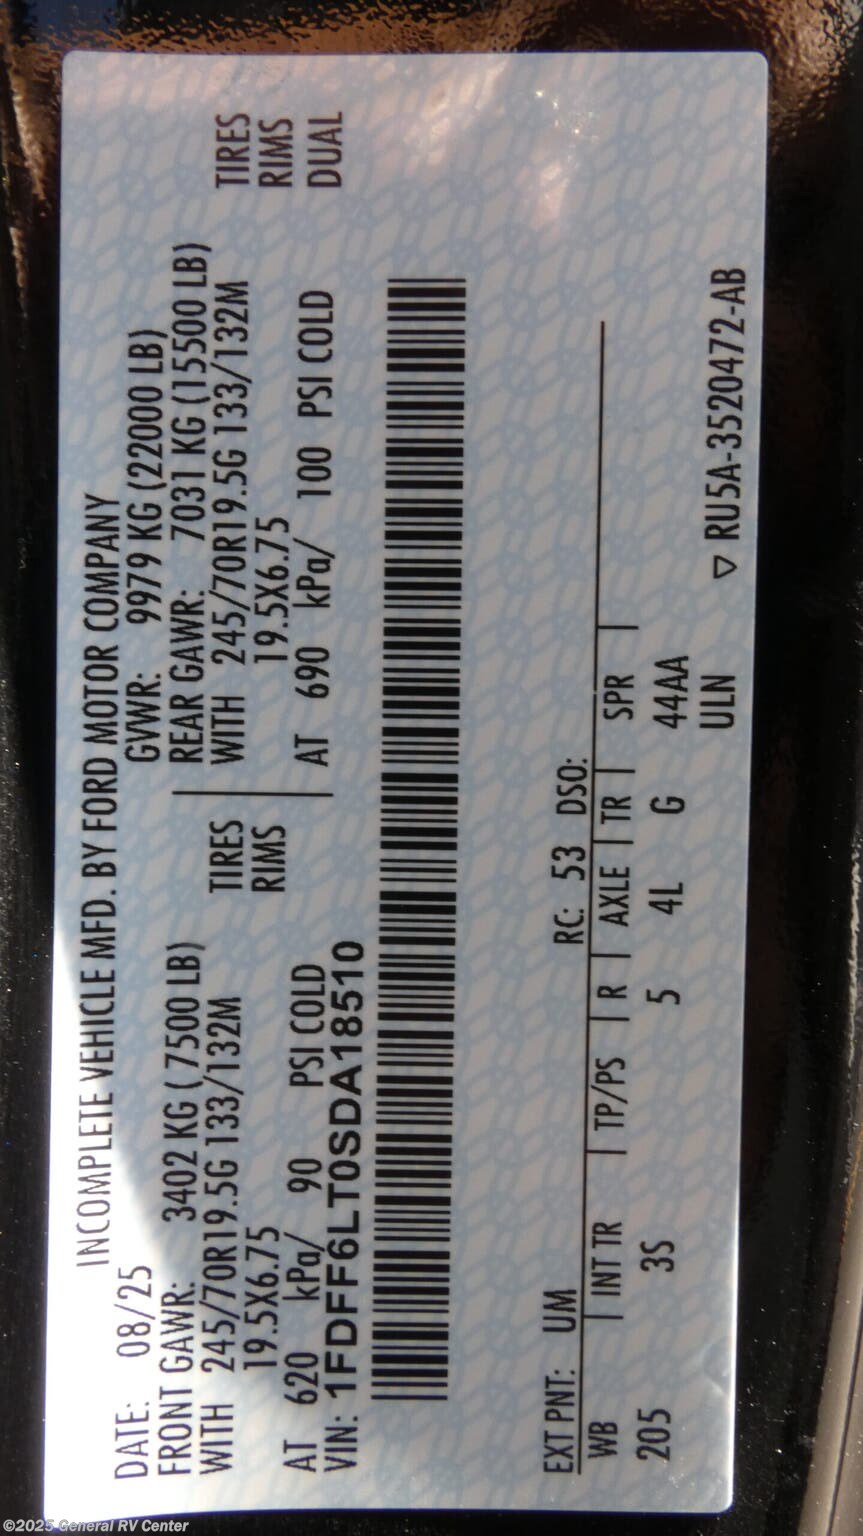 INCOMPLETE VEHICLE MFD. BY FORD MOTOR COMPANY
DATE: 08/25 GVWR: 9979 KG (22000 LB)
FRONT GAWR: 3402 KG ( 7500 LB) REAR GAWR: 7031 KG (15500 LB)
WITH 245/70R19.5G 133/132M TIRES WITH 245/70R19.5G 133/132M TIRES
19.5X6.75 RIMS 19.5X6.75 RIMS
AT 620 kPa/ 90 PSI COLD AT 690 kPa/ 100 PSI COLD DUAL
VIN: 1FDFF6LT0SDA18510
EXT PNT: UM RC: 53 DSO:
WB | INT TR | TP/PS | R | AXLE | TR | SPR |
205 3S 5 4L G 44AA
ULN ▽ RU5A-3520472-AB
©2025 General RV Center